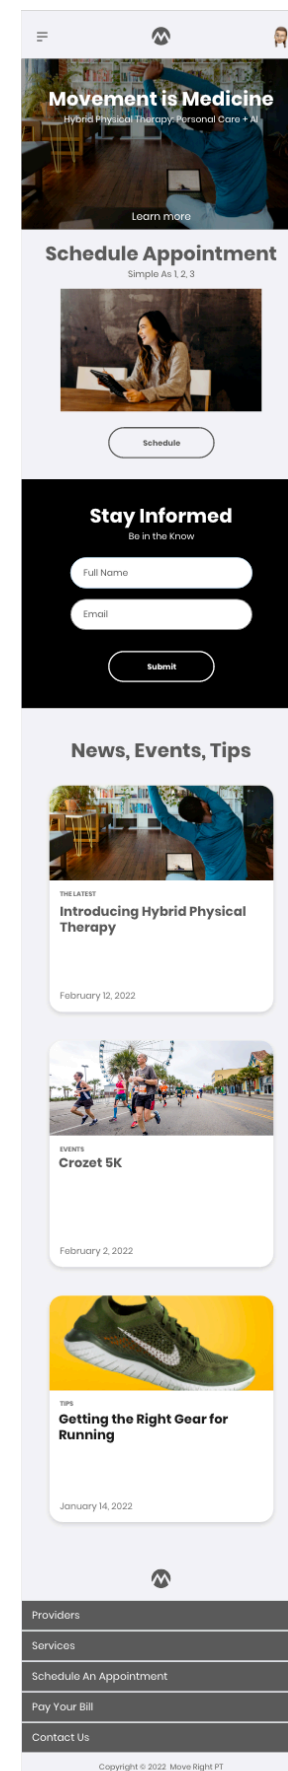 Movement is Medicine
Hybrid Physical Therapy: Personal Care + AI
Learn more
Schedule Appointment
Simple As 1, 2, 3
Schedule
Stay Informed
Be in the Know
Full Name
Email
Submit
News, Events, Tips
THE LATEST
Introducing Hybrid Physical
Therapy
February 12, 2022
EVENTS
Crozet 5K
February 2, 2022
TIPS
Getting the Right Gear for
Running
January 14, 2022
Providers
Services
Schedule An Appointment
Pay Your Bill
Contact Us
Copyright © 2022 Move Right PT